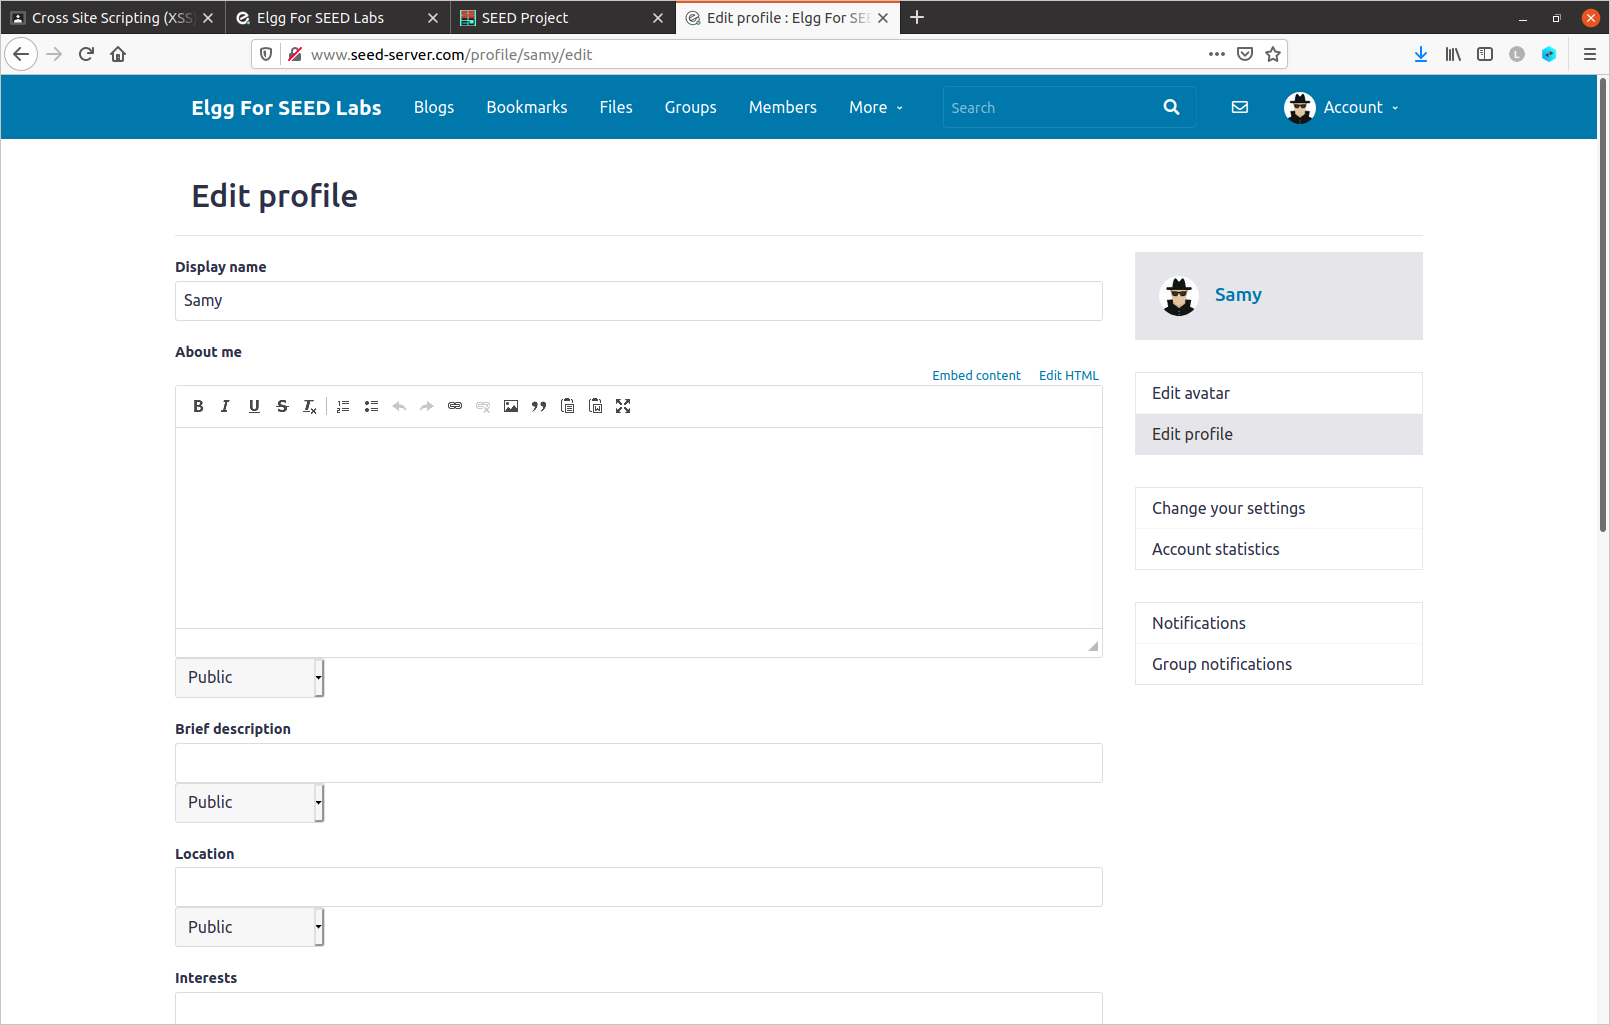 Cross Site Scripting (XSS
Elgg For SEED Labs
SEED Project
Edit profile : Elgg For SEE
www.seed-server.com/profile/samy/edit
Elgg For SEED Labs Blogs Bookmarks Files Groups Members More Search Account
Edit profile
Display name
Samy
Samy
About me
Embed content Edit HTML
Edit avatar
Edit profile
Change your settings
Account statistics
Notifications
Group notifications
Public
Brief description
Public
Location
Public
Interests